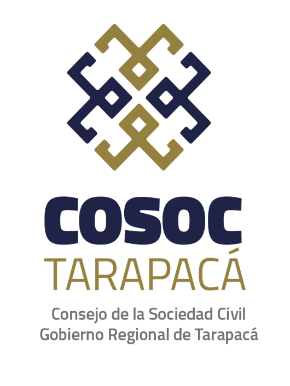 COSOC
TARAPACÁ
Consejo de la Sociedad Civil
Gobierno Regional de Tarapacá